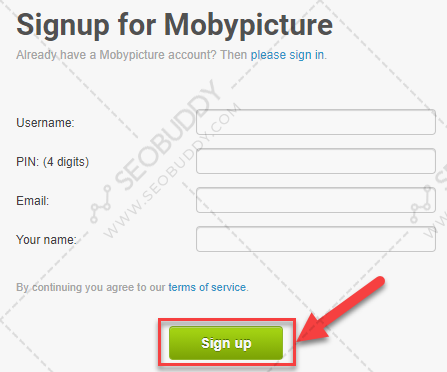 Signup for Mobypicture
Already have a Mobypicture account? Then please sign in.
Username:
PIN: (4 digits)
Email:
Your name:
SEOBUDDY
WWW.SEOBUDDY.COM
By continuing you agree to our terms of service.
Sign up